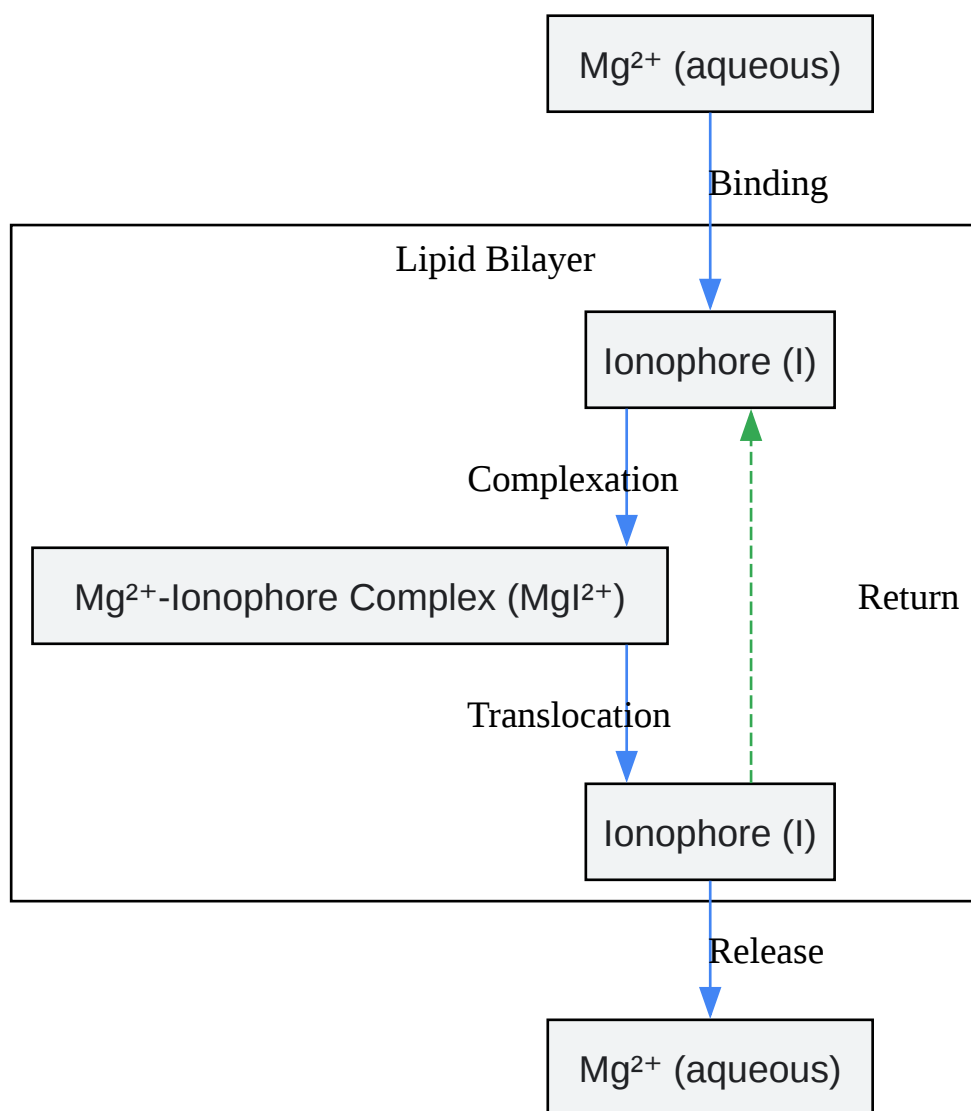 Mg²⁺ (aqueous)
Binding
Lipid Bilayer
Ionophore (I)
Complexation
Mg²⁺-Ionophore Complex (MgI²⁺)
Return
Translocation
Ionophore (I)
Release
Mg²⁺ (aqueous)